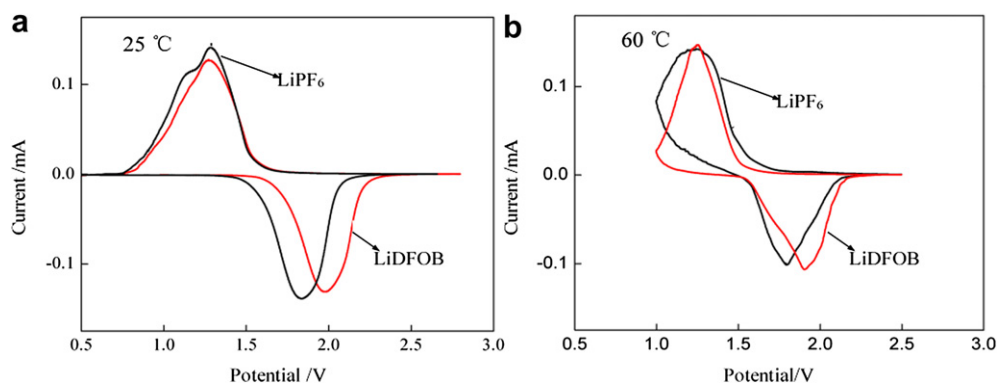 a
25 ℃
LiPF6
LiDFOB
Current /mA
0.1
0.0
-0.1
0.5 1.0 1.5 2.0 2.5 3.0
Potential /V
b
60 ℃
LiPF6
LiDFOB
Current /mA
0.1
0.0
-0.1
0.5 1.0 1.5 2.0 2.5 3.0
Potential/V